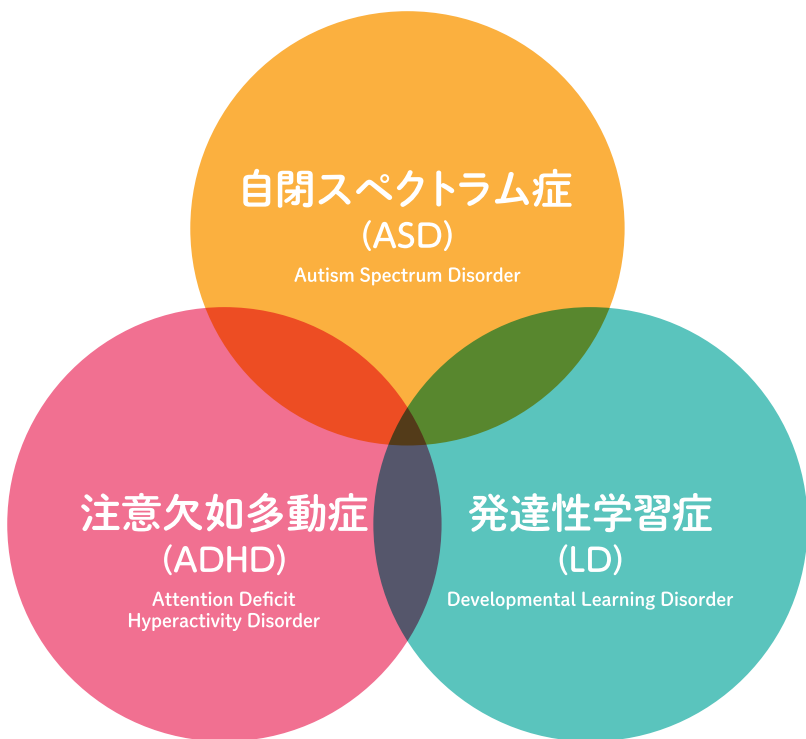 自閉スペクトラム症
(ASD)
Autism Spectrum Disorder
注意欠如多動症
(ADHD)
Attention Deficit
Hyperactivity Disorder
発達性学習症
(LD)
Developmental Learning Disorder